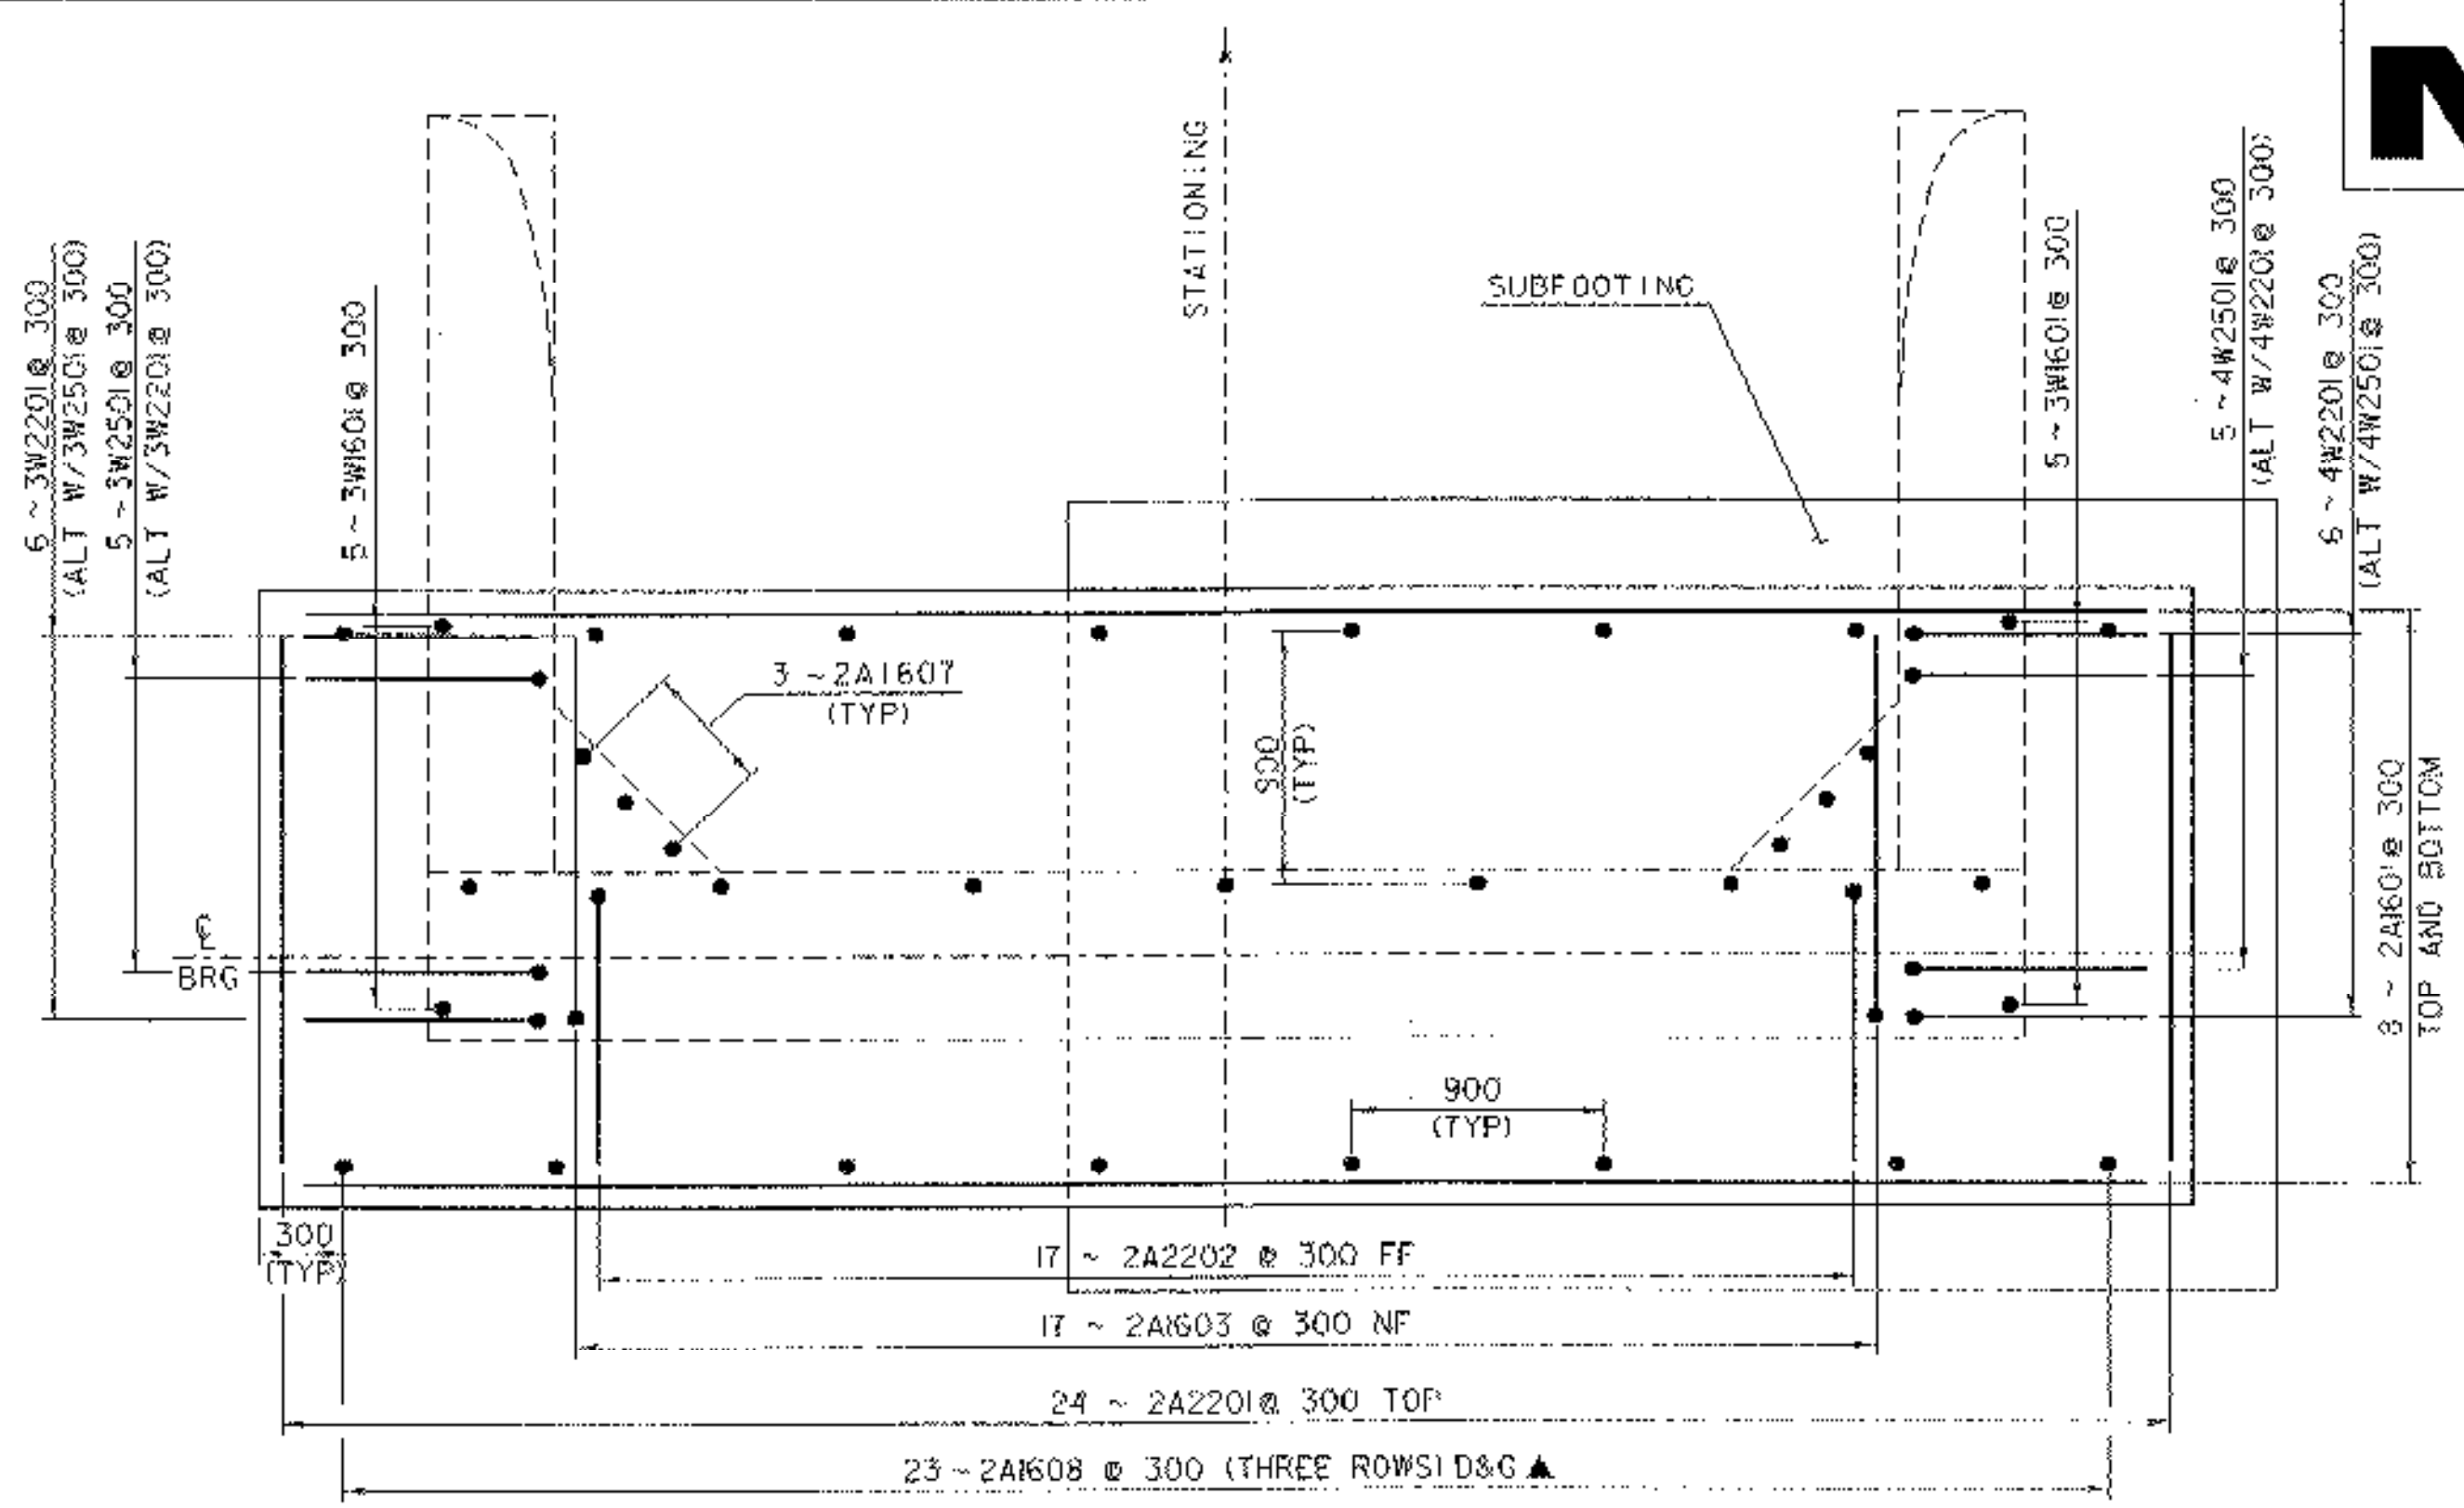 STATIONING
SUBFOOTING
6 ~ 3W2201@ 300
(ALT W/3W2501@ 300)
5 ~ 3W2501@ 300
(ALT W/3W2201@ 300)
5 ~ 3W1601@ 300
5 ~ 3W1601@ 300
5 ~ 4W2501@ 300
(ALT W/4W2201@ 300)
6 ~ 4W2201@ 300
(ALT W/4W2501@ 300)
3 ~ 2A1607
(TYP)
900
(TYP)
℄
BRG
TOP AND BOTTOM
900
(TYP)
300
(TYP)
17 ~ 2A2202 @ 300 FF
17 ~ 2A1603 @ 300 NF
24 ~ 2A2201@ 300 TOP
23 ~ 2A1608 @ 300 (THREE ROWS) D&G ▲